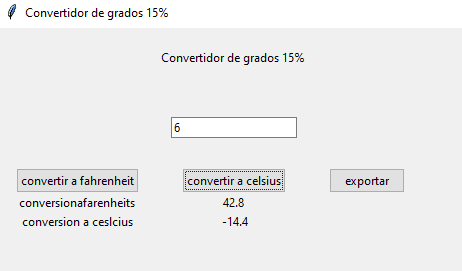 Convertidor de grados 15%
Convertidor de grados 15%
6
convertir a fahrenheit convertir a celsius exportar
conversionafarenheits 42.8
conversion a ceslcius -14.4